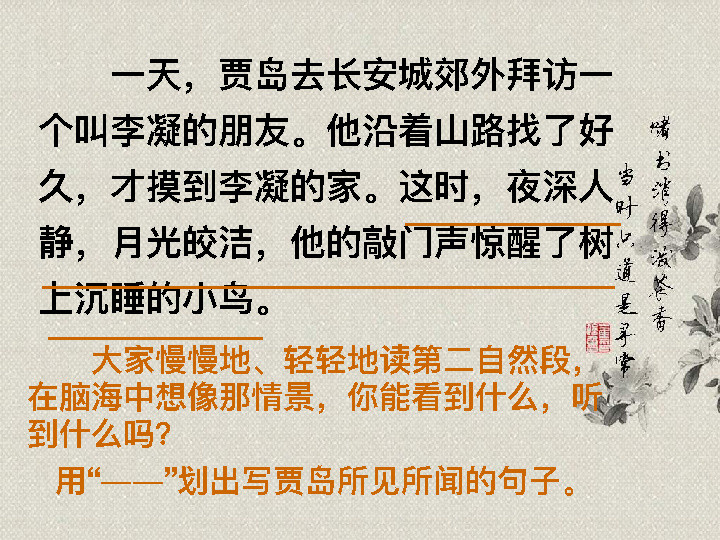 一天，贾岛去长安城郊外拜访一
个叫李凝的朋友。他沿着山路找了好
久，才摸到李凝的家。这时，夜深人
静，月光皎洁，他的敲门声惊醒了树
上沉睡的小鸟。
大家慢慢地、轻轻地读第二自然段，
在脑海中想像那情景，你能看到什么，听
到什么吗？
用“——”划出写贾岛所见所闻的句子。
赌书消得泼茶香
当时只道是寻常